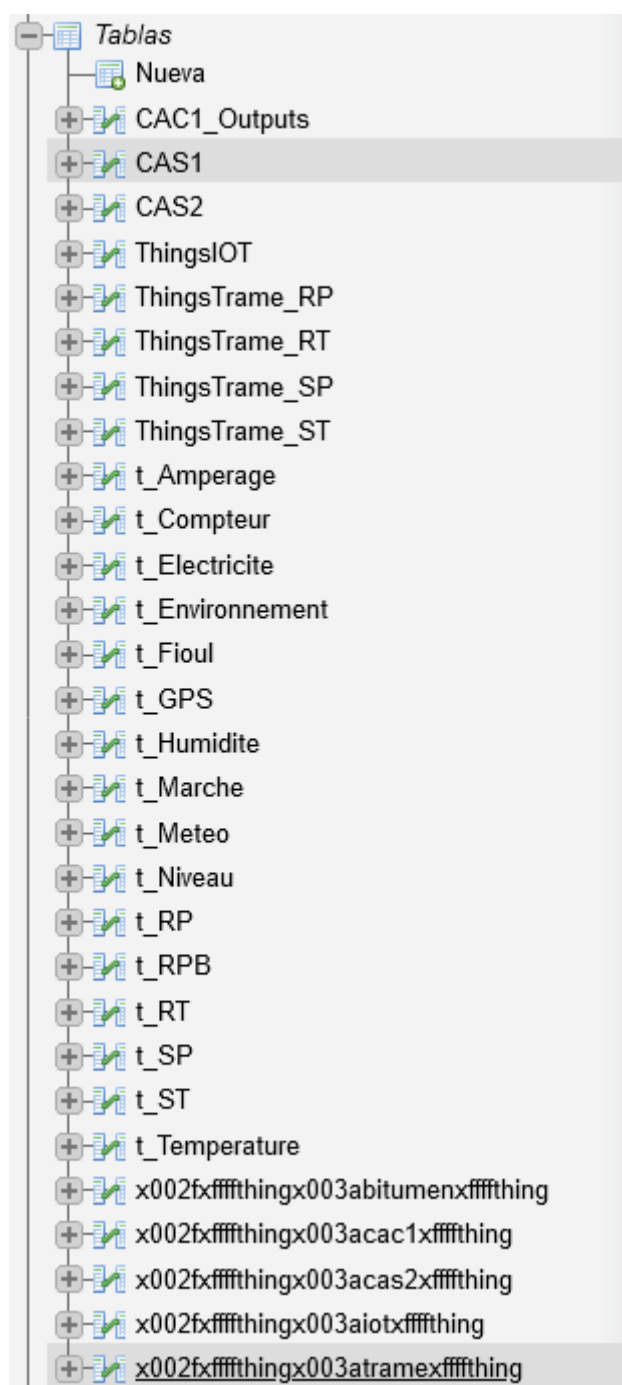 Tablas
Nueva
CAC1_Outputs
CAS1
CAS2
ThingsIOT
ThingsTrame_RP
ThingsTrame_RT
ThingsTrame_SP
ThingsTrame_ST
t_Amperage
t_Compteur
t_Electricite
t_Environnement
t_Fioul
t_GPS
t_Humidite
t_Marche
t_Meteo
t_Niveau
t_RP
t_RPB
t_RT
t_SP
t_ST
t_Temperature
x002fxffffthingx003abitumenxffffthing
x002fxffffthingx003acac1xffffthing
x002fxffffthingx003acas2xffffthing
x002fxffffthingx003aiotxffffthing
x002fxffffthingx003atramexffffthing